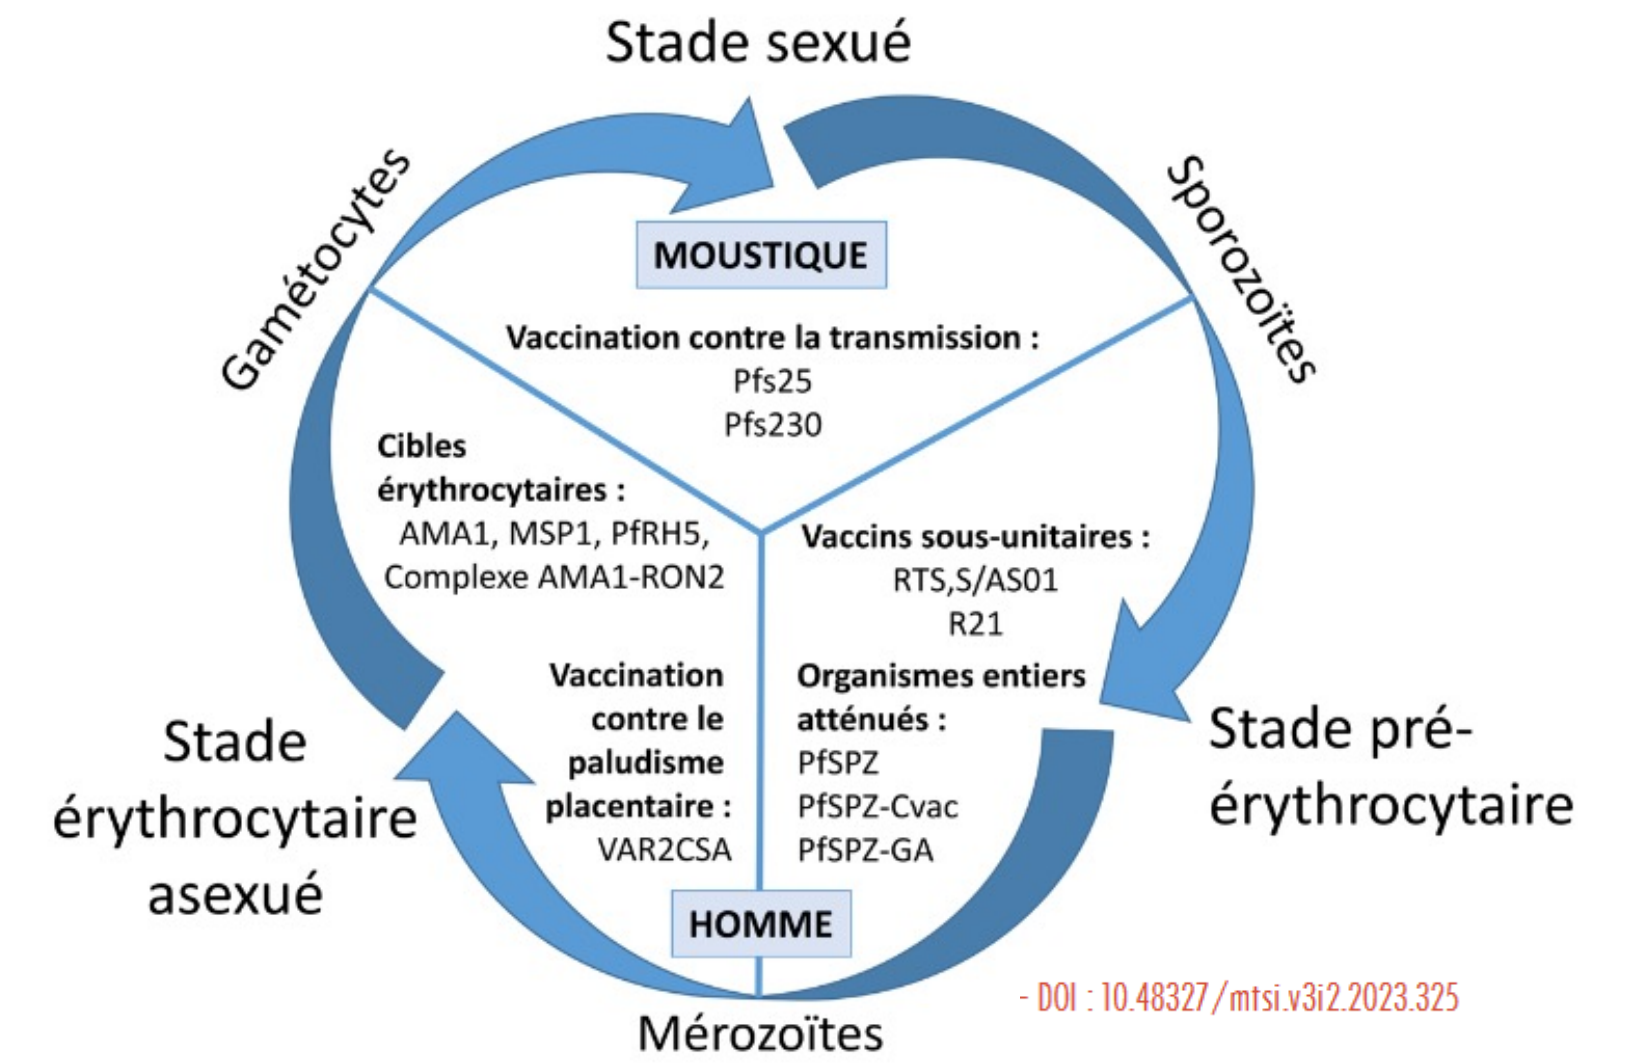 Stade sexué
Gamétocytes
Sporozoïtes
MOUSTIQUE
Vaccination contre la transmission :
Pfs25
Pfs230
Cibles
érythrocytaires :
AMA1, MSP1, PfRH5,
Complexe AMA1-RON2
Vaccins sous-unitaires :
RTS,S/AS01
R21
Vaccination
contre le
paludisme
placentaire :
VAR2CSA
Organismes entiers
atténués :
PfSPZ
PfSPZ-Cvac
PfSPZ-GA
Stade
érythrocytaire
asexué
Stade pré-
érythrocytaire
HOMME
Mérozoïtes
- DOI : 10.48327/mtsi.v3i2.2023.325